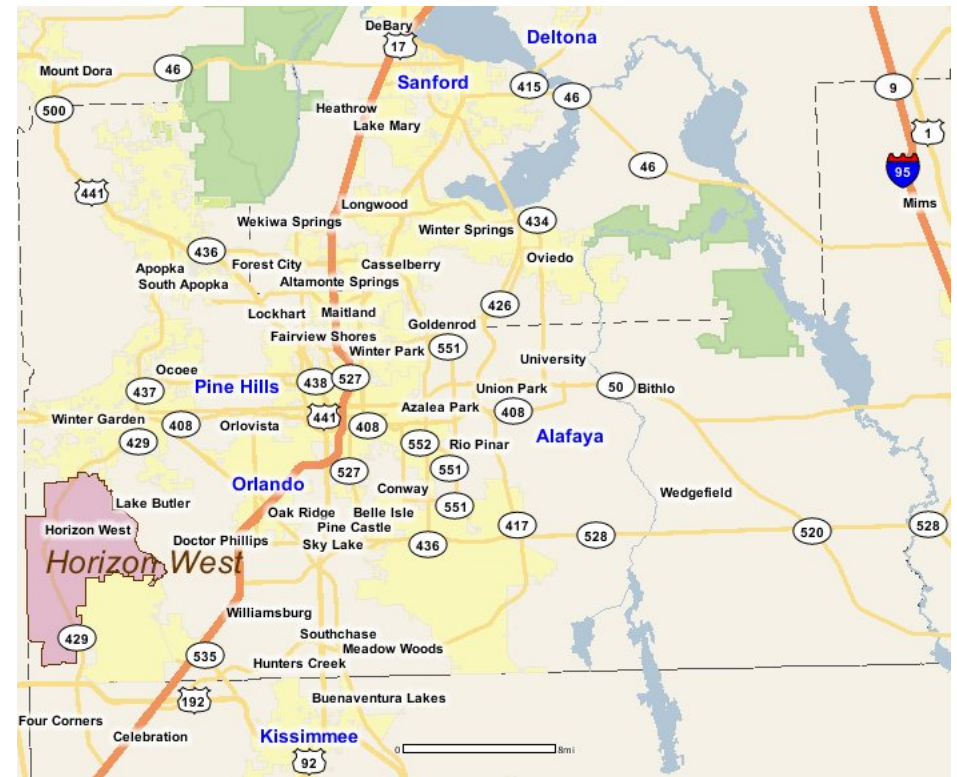 DeBary
Deltona
17
Mount Dora
46
Sanford
415
46
9
500
Heathrow
Lake Mary
1
46
95
441
Mims
Longwood
Wekiwa Springs
Winter Springs
434
436
Forest City
Casselberry
Oviedo
Apopka
South Apopka
Altamonte Springs
426
Lockhart
Maitland
Goldenrod
Fairview Shores
Winter Park
551
University
Ocoee
437
Pine Hills
438
527
Union Park
50
Bithlo
Winter Garden
408
Orlovista
441
408
Azalea Park
408
429
552
Rio Pinar
Alafaya
527
551
Orlando
Conway
Wedgefield
Lake Butler
Oak Ridge
Belle Isle
551
Horizon West
Pine Castle
417
Doctor Phillips
Sky Lake
436
528
520
528
Horizon West
Williamsburg
429
Southchase
535
Meadow Woods
Hunters Creek
192
Buenaventura Lakes
Four Corners
Celebration
Kissimmee
92
0
8mi